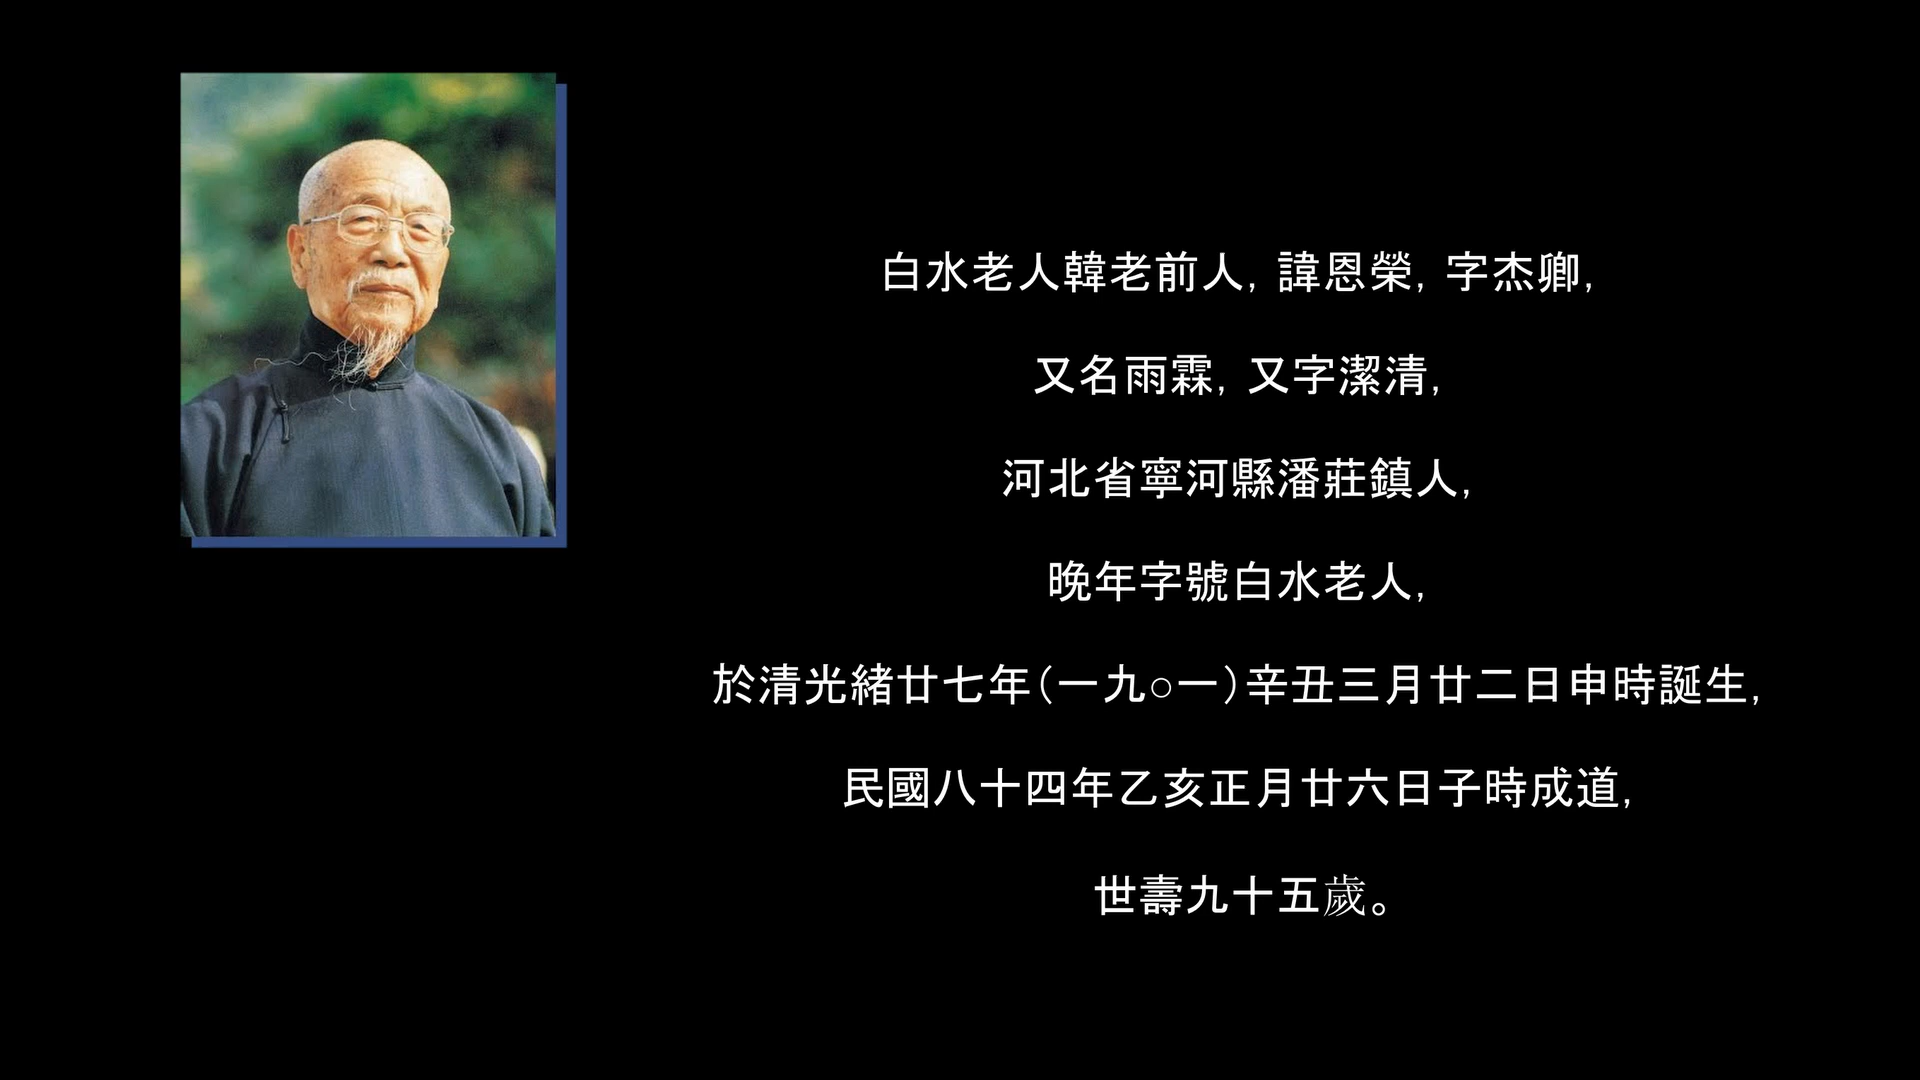 白水老人韓老前人，諱恩榮，字杰卿，
又名雨霖，又字潔清，
河北省寧河縣潘莊鎮人，
晚年字號白水老人，
於清光緒廿七年（一九○一）辛丑三月廿二日申時誕生，
民國八十四年乙亥正月廿六日子時成道，
世壽九十五歲。